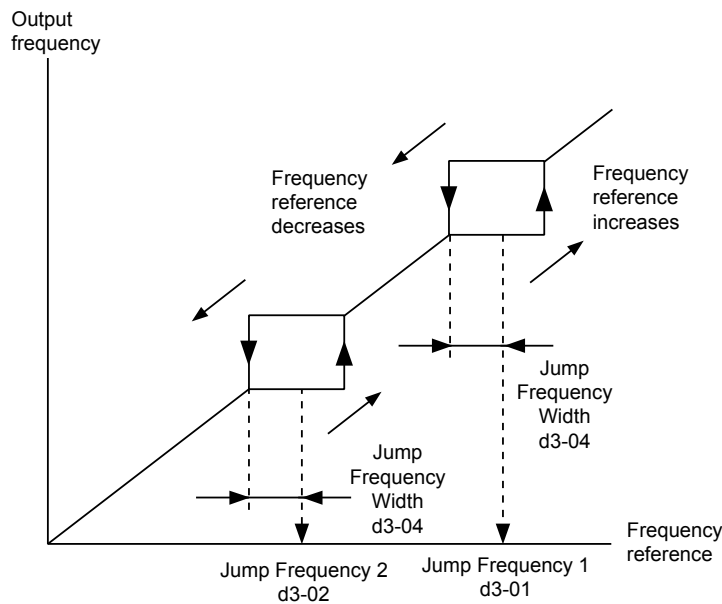 Output
frequency
Frequency
reference
decreases
Frequency
reference
increases
Jump
Frequency
Width
d3-04
Jump
Frequency
Width
d3-04
Frequency
reference
Jump Frequency 2
d3-02
Jump Frequency 1
d3-01